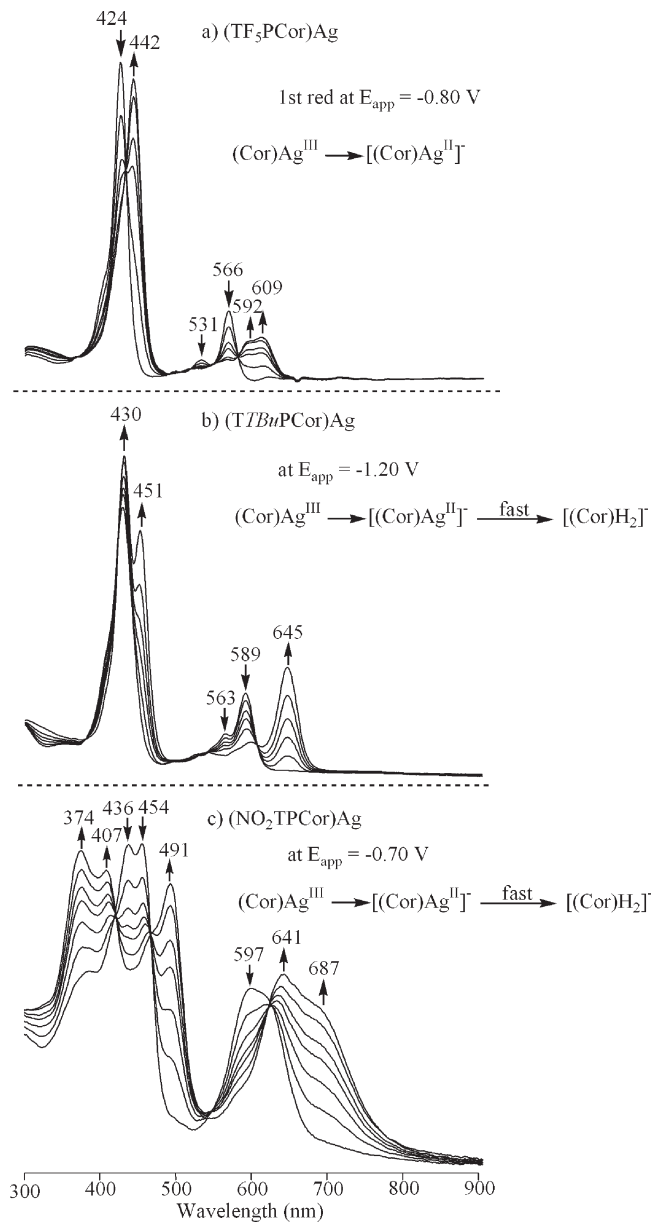 424
442
a) (TF₅PCor)Ag
1st red at Eapp = -0.80 V
(Cor)Agᴵᴵᴵ → [(Cor)Agᴵᴵ]⁻
566
609
592
531
430
b) (TTBuPCor)Ag
at Eapp = -1.20 V
451
(Cor)Agᴵᴵᴵ → [(Cor)Agᴵᴵ]⁻ fast → [(Cor)H₂]⁻
645
589
563
374
407
436
454
491
c) (NO₂TPCor)Ag
at Eapp = -0.70 V
(Cor)Agᴵᴵᴵ → [(Cor)Agᴵᴵ]⁻ fast → [(Cor)H₂]⁻
597
641
687
300 400 500 600 700 800 900
Wavelength (nm)